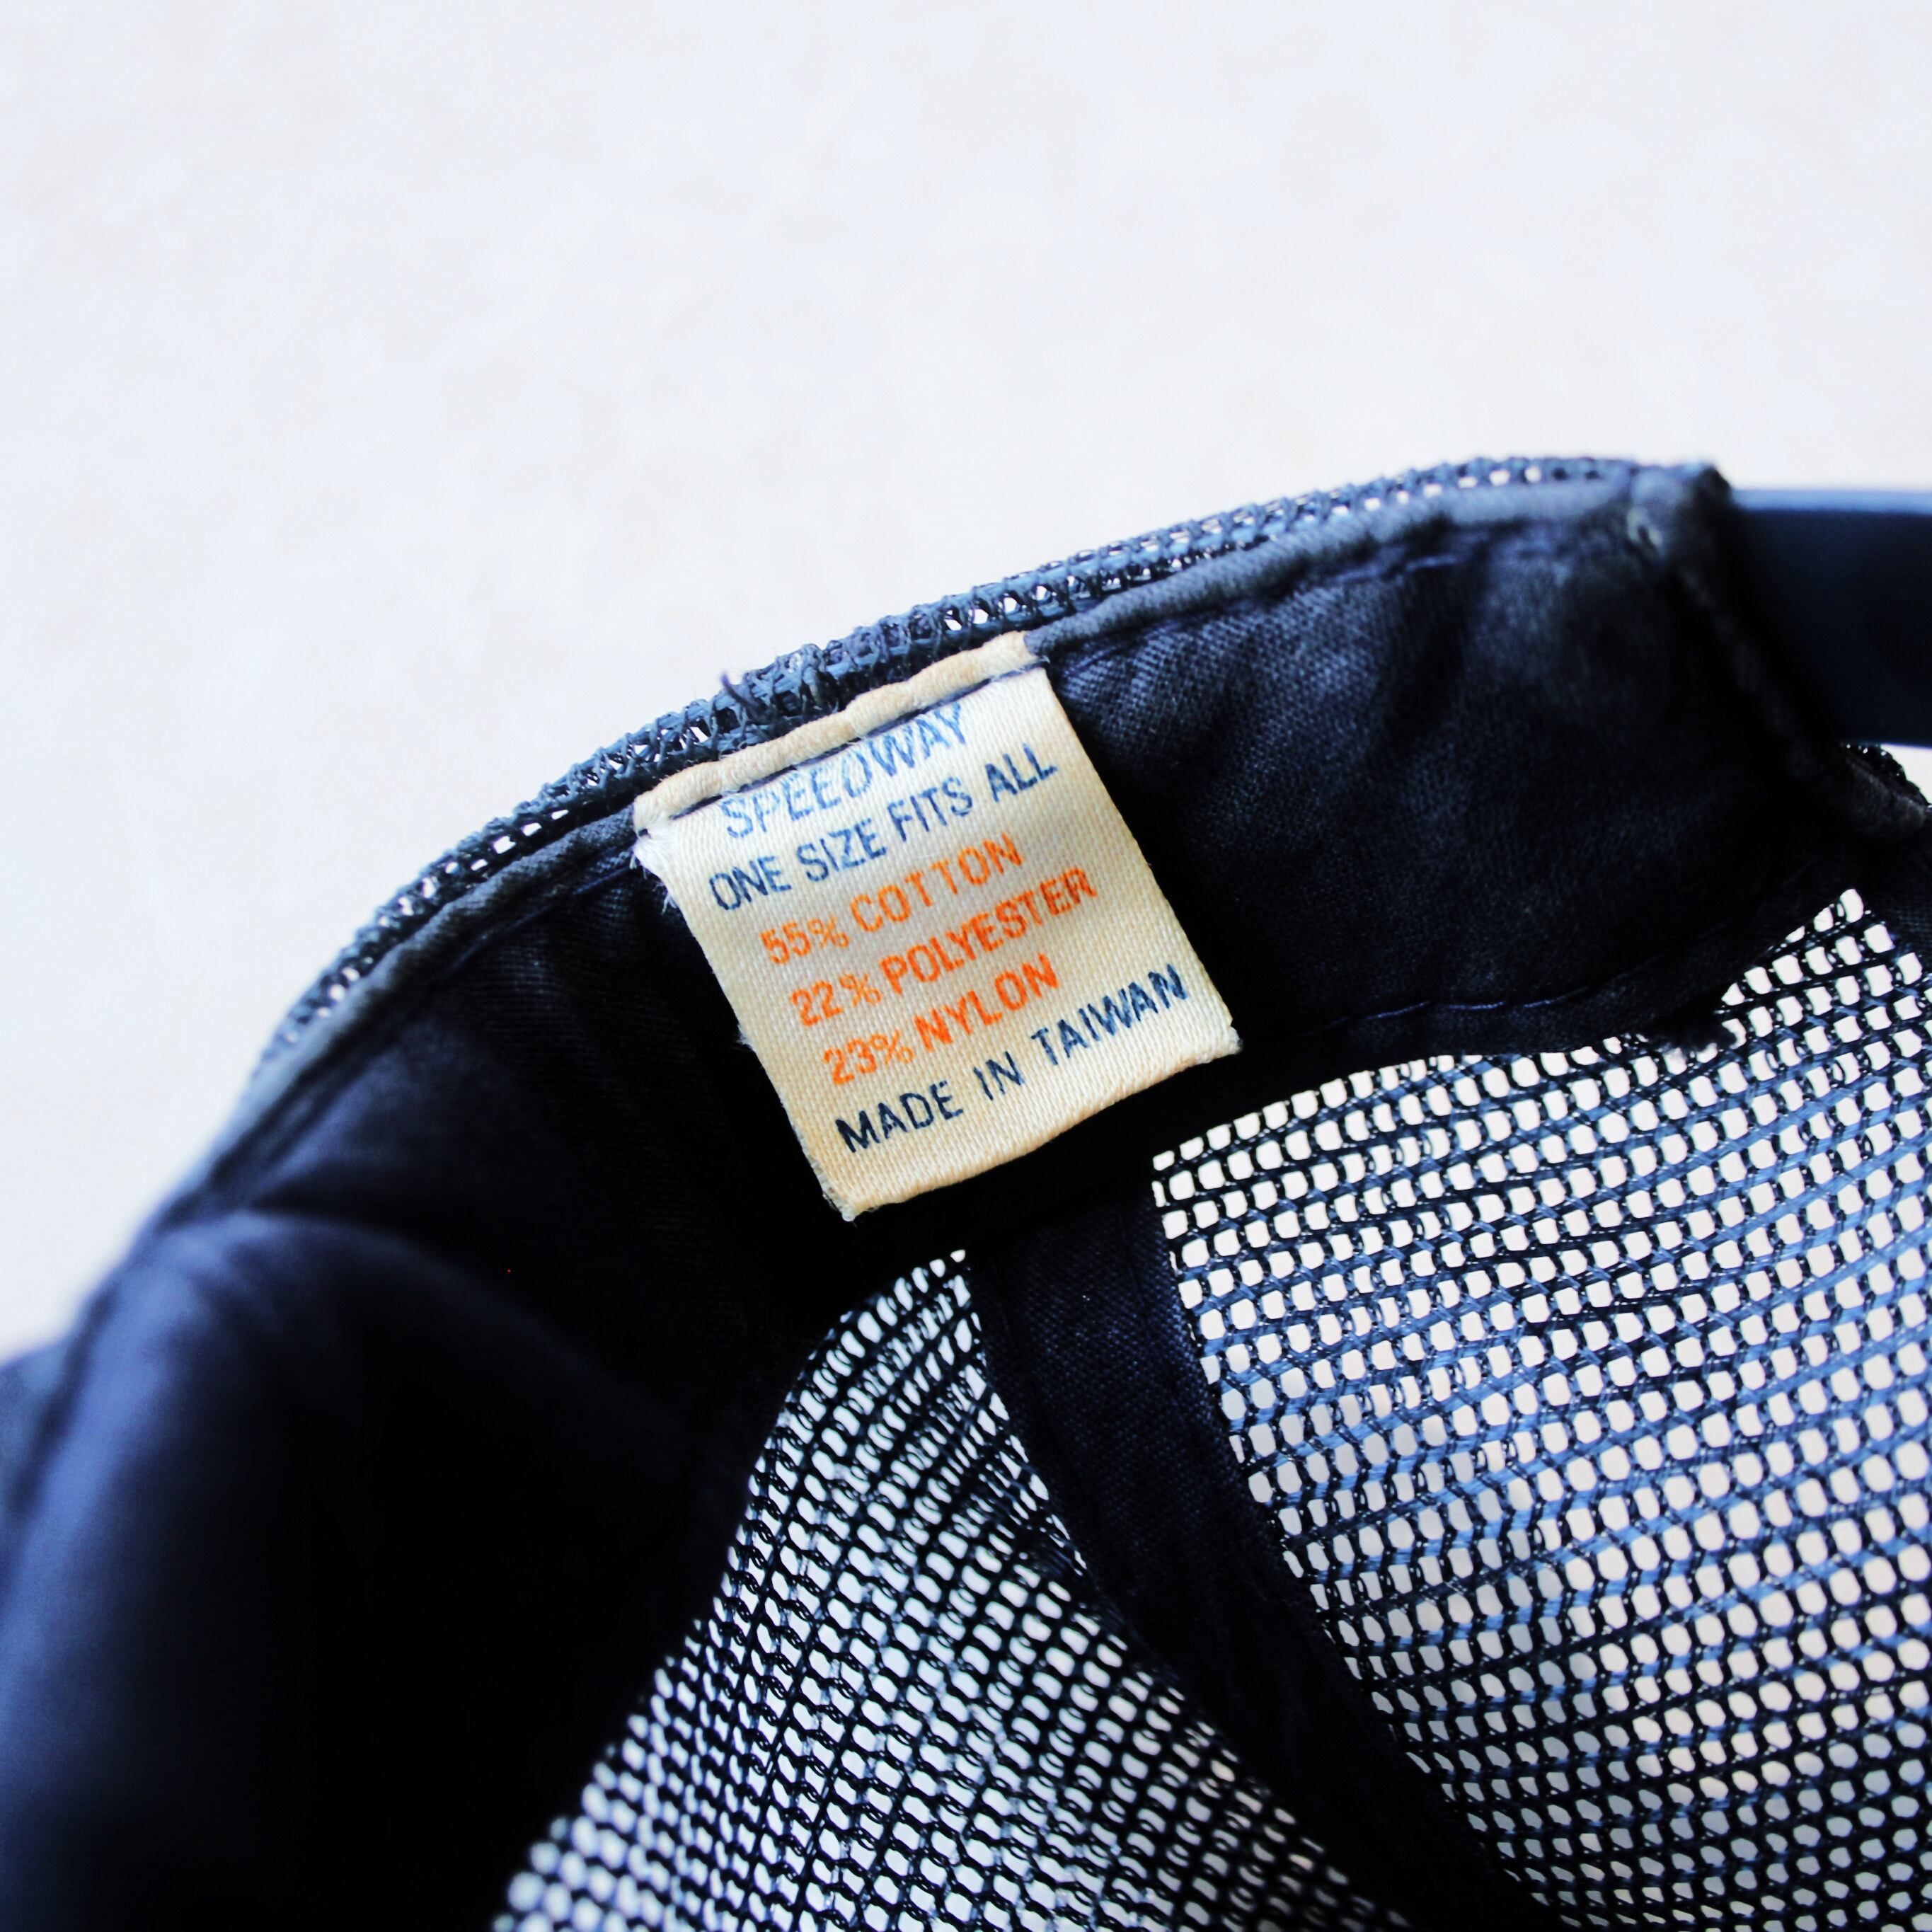 SPEEDWAY
ONE SIZE FITS ALL
55% COTTON
22% POLYESTER
23% NYLON
MADE IN TAIWAN